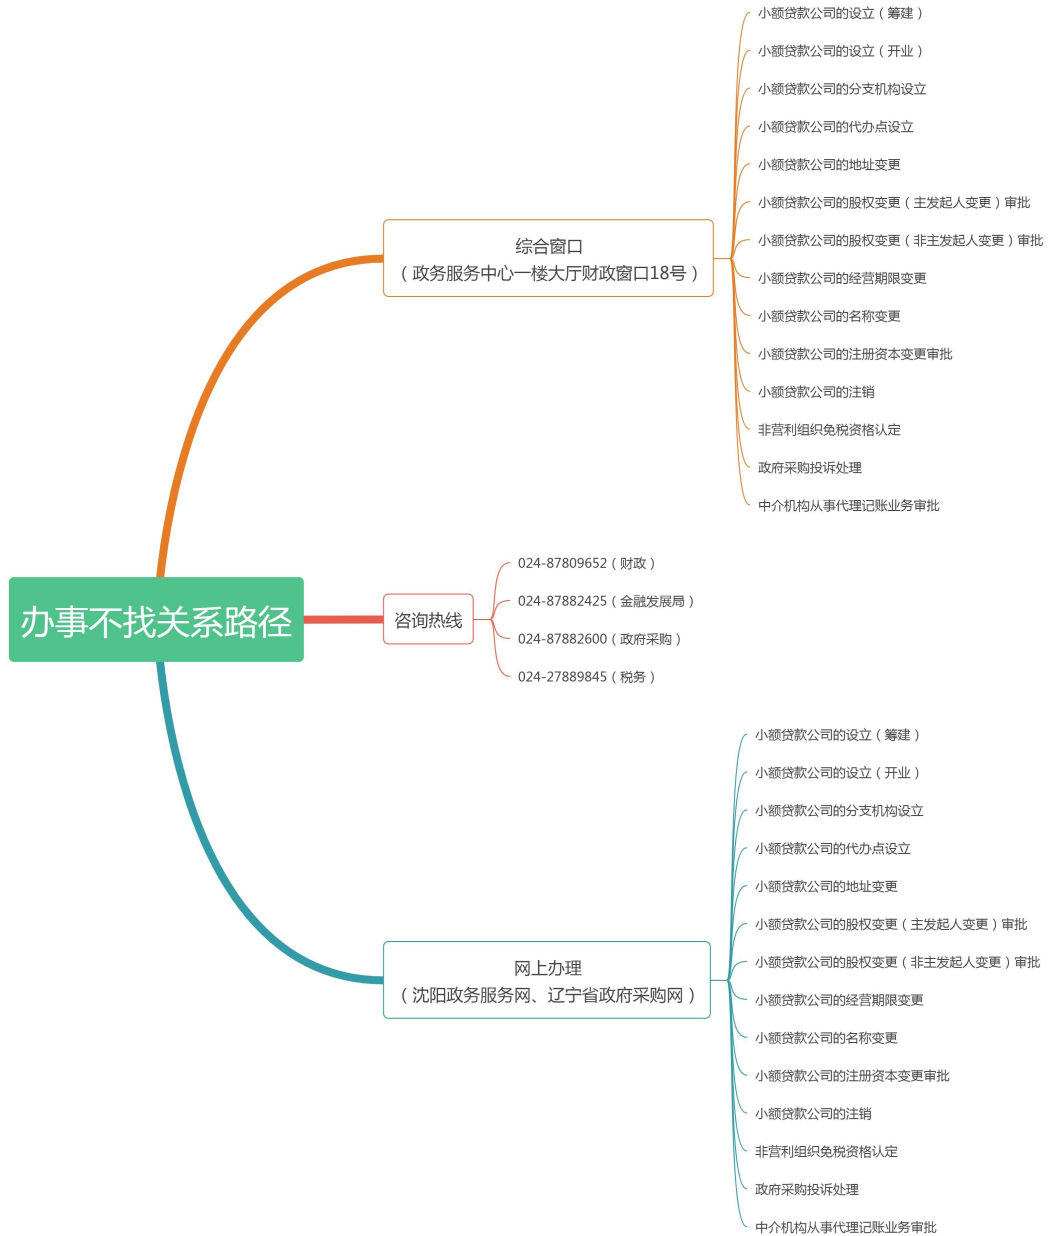 办事不找关系路径
综合窗口
（政务服务中心一楼大厅财政窗口18号）
小额贷款公司的设立（筹建）
小额贷款公司的设立（开业）
小额贷款公司的分支机构设立
小额贷款公司的代办点设立
小额贷款公司的地址变更
小额贷款公司的股权变更（主发起人变更）审批
小额贷款公司的股权变更（非主发起人变更）审批
小额贷款公司的经营期限变更
小额贷款公司的名称变更
小额贷款公司的注册资本变更审批
小额贷款公司的注销
非营利组织免税资格认定
政府采购投诉处理
中介机构从事代理记账业务审批
咨询热线
024-87809652（财政）
024-87882425（金融发展局）
024-87882600（政府采购）
024-27889845（税务）
网上办理
（沈阳政务服务网、辽宁省政府采购网）
小额贷款公司的设立（筹建）
小额贷款公司的设立（开业）
小额贷款公司的分支机构设立
小额贷款公司的代办点设立
小额贷款公司的地址变更
小额贷款公司的股权变更（主发起人变更）审批
小额贷款公司的股权变更（非主发起人变更）审批
小额贷款公司的经营期限变更
小额贷款公司的名称变更
小额贷款公司的注册资本变更审批
小额贷款公司的注销
非营利组织免税资格认定
政府采购投诉处理
中介机构从事代理记账业务审批